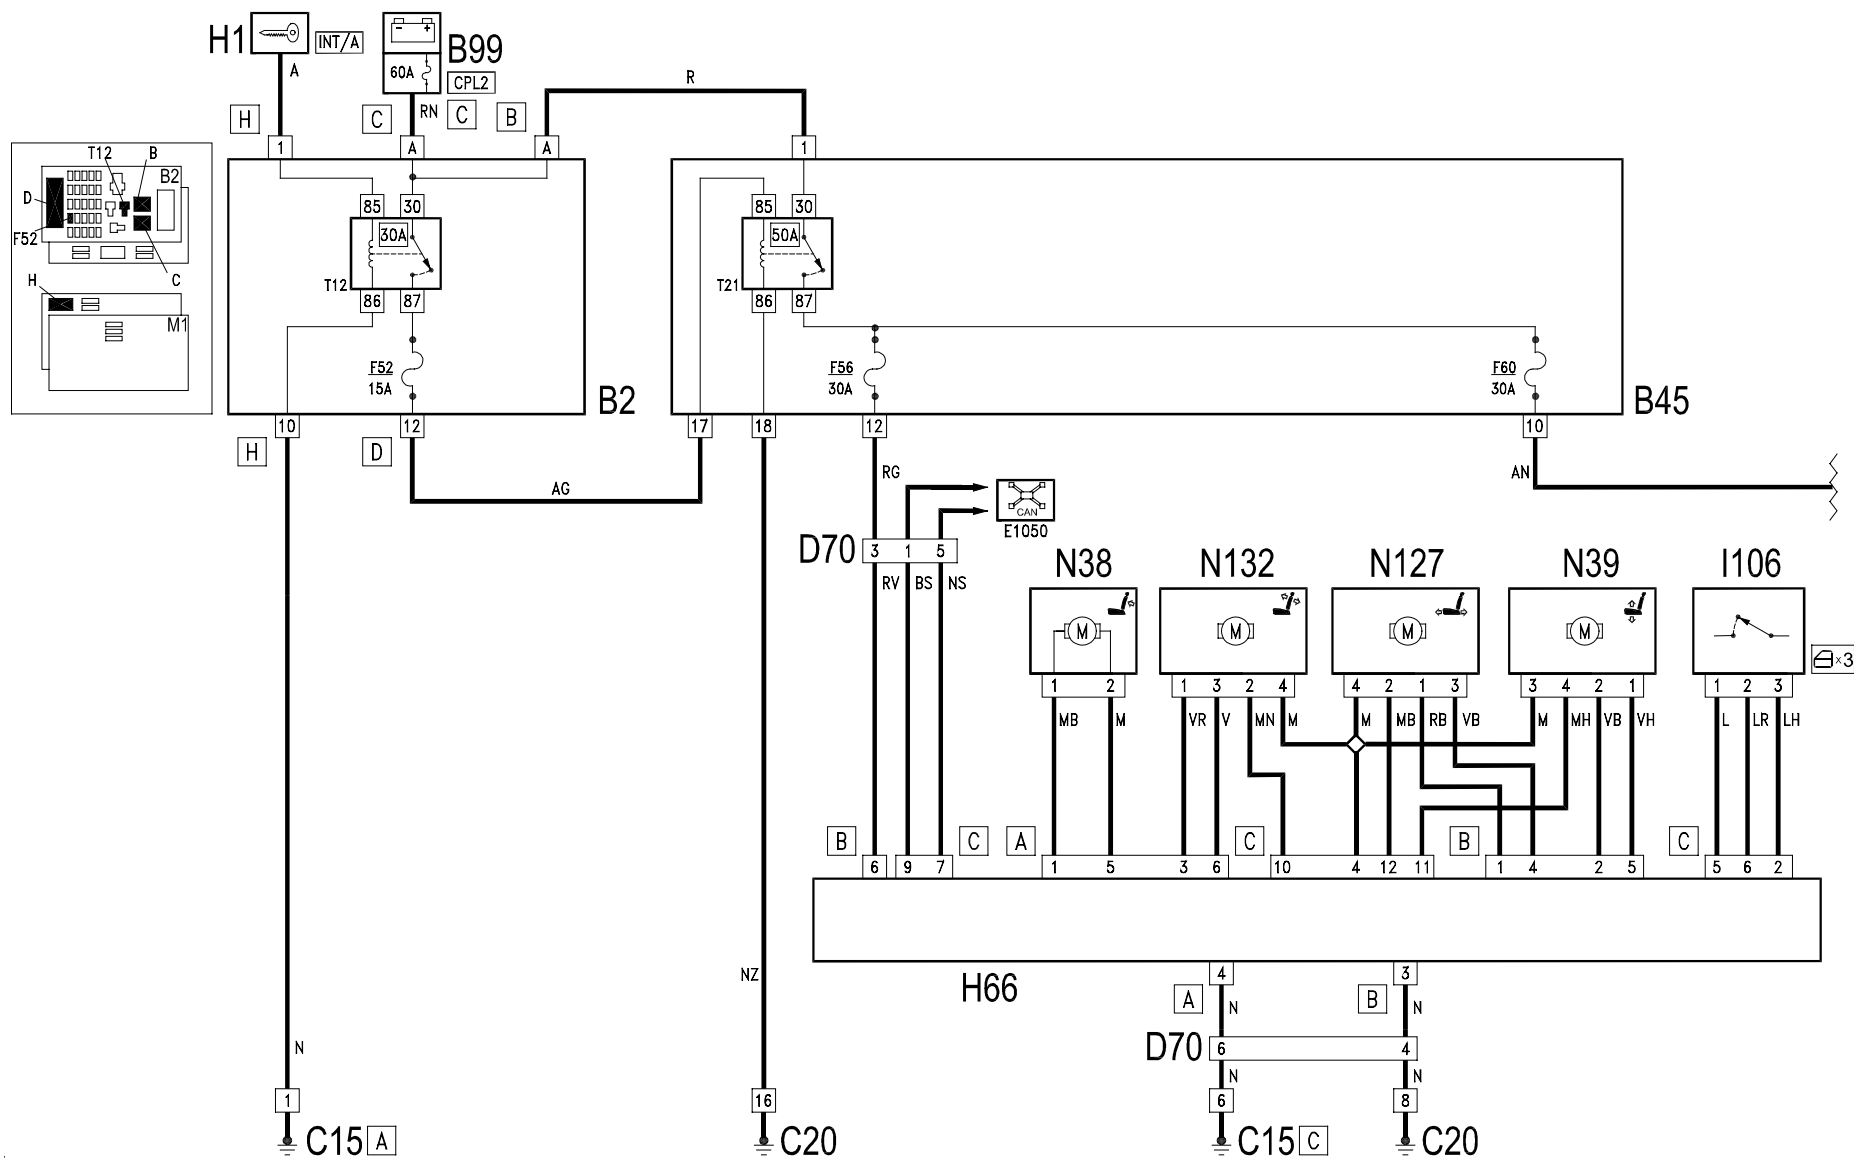 H1
INT/A
B99
60A
CPL2
A
RN
R
H
C
C
B
1
A
A
1
T12
B
B2
D
F52
C
H
M1
85
30
30A
T12
86
87
F52
15A
B2
85
30
50A
T21
86
87
F56
30A
F60
30A
B45
10
12
17
18
12
10
H
D
AG
RG
AN
CAN
E1050
D70
3
1
5
RV
BS
NS
N38
N132
N127
N39
I106
M
M
M
M
x3
1
2
1
3
2
4
4
2
1
3
3
4
2
1
1
2
3
MB
M
VR
V
MN
M
M
MB
RB
VB
M
MH
VB
VH
L
LR
LH
B
C
A
C
B
C
6
9
7
1
5
3
6
10
4
12
11
1
4
2
5
5
6
2
NZ
H66
4
3
A
N
B
N
N
D70
6
4
N
N
1
16
6
8
C15
A
C20
C15
C
C20